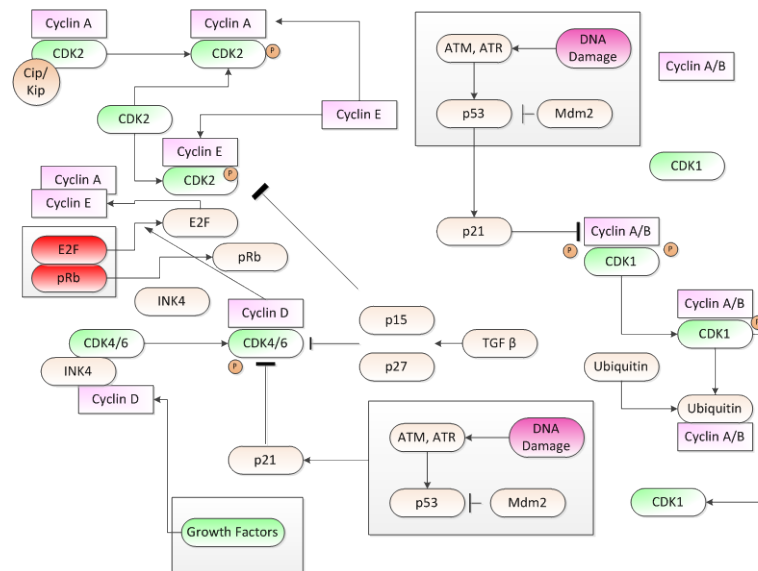 Cyclin A
CDK2
Cip/
Kip
Cyclin A
CDK2
P
CDK2
Cyclin E
Cyclin E
CDK2
P
Cyclin A
Cyclin E
E2F
E2F
pRb
pRb
INK4
Cyclin D
CDK4/6
P
CDK4/6
INK4
Cyclin D
p15
p27
TGF β
p21
Growth Factors
ATM, ATR
DNA
Damage
p53
Mdm2
p21
ATM, ATR
DNA
Damage
p53
Mdm2
Cyclin A/B
CDK1
Cyclin A/B
P
CDK1
P
Cyclin A/B
CDK1
P
Ubiquitin
Ubiquitin
Cyclin A/B
CDK1